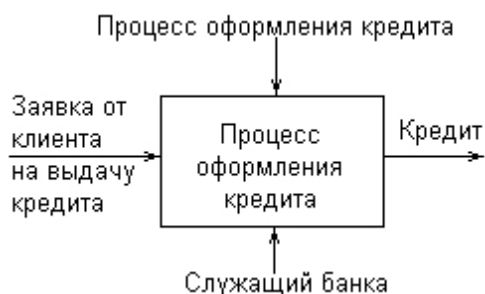 Процесс оформления кредита
Заявка от
клиента
на выдачу
кредита
Процесс
оформления
кредита
Кредит
Служащий банка